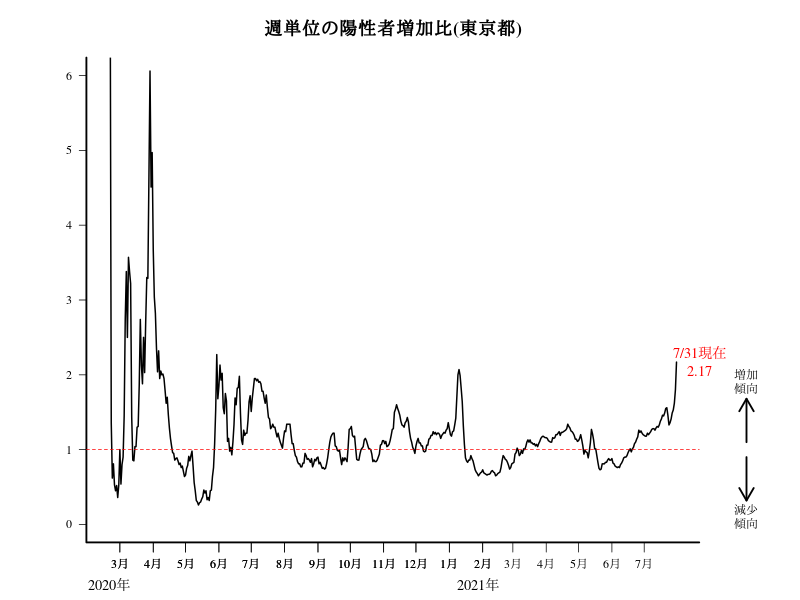 週単位の陽性者増加比(東京都)
6
5
4
3
2
1
0
7/31現在
2.17
増加
傾向
減少
傾向
3月 4月 5月 6月 7月 8月 9月 10月 11月 12月 1月 2月 3月 4月 5月 6月 7月
2020年 2021年